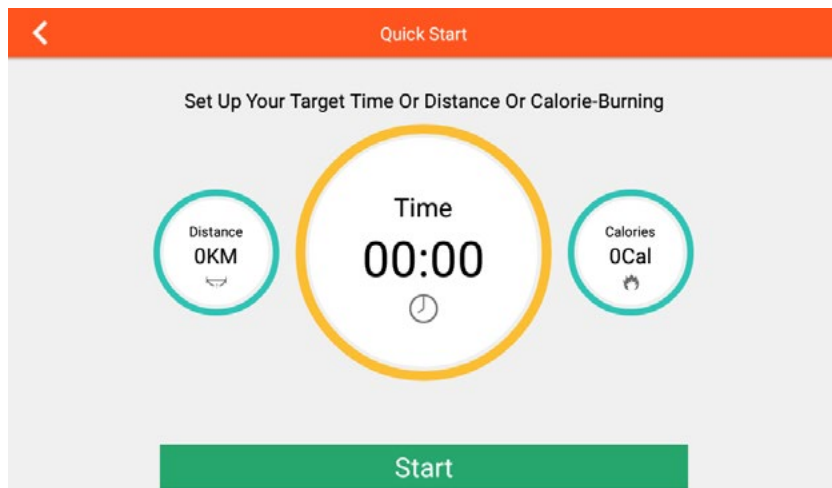 Quick Start
Set Up Your Target Time Or Distance Or Calorie-Burning
Distance
0KM
Time
00:00
Calories
0Cal
Start